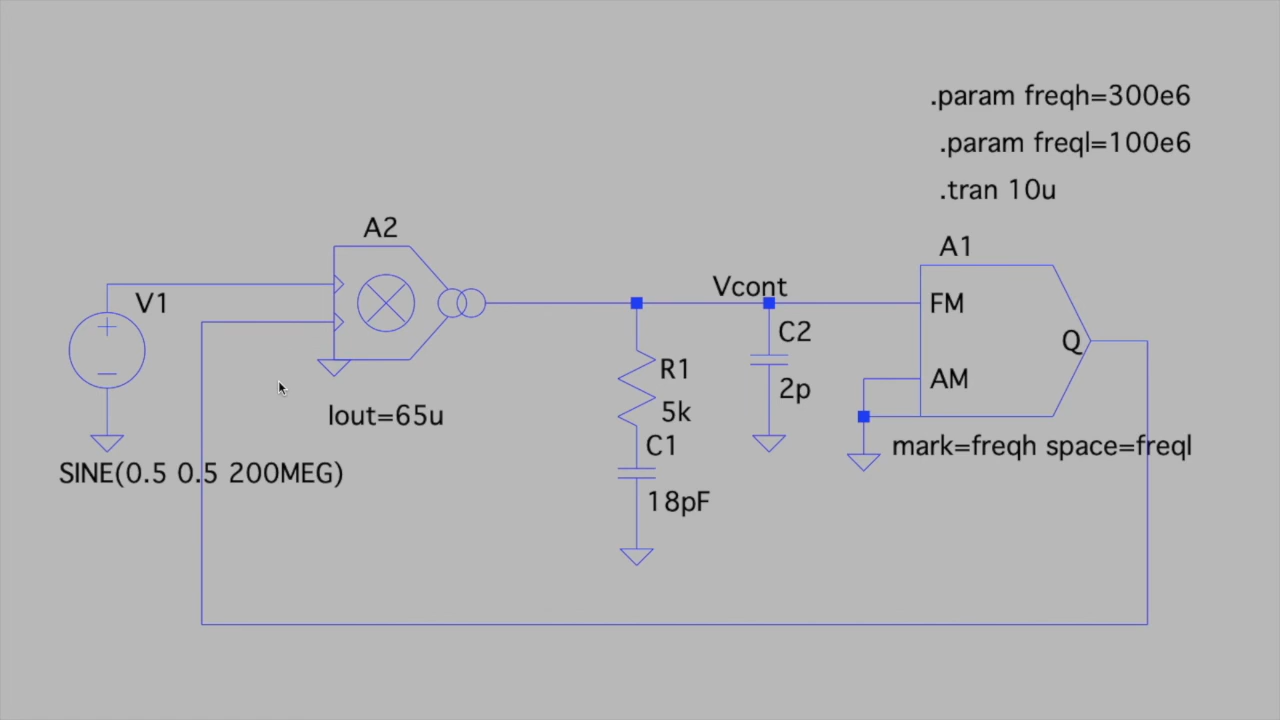 .param freqh=300e6
.param freql=100e6
.tran 10u
A2
A1
V1
Vcont
FM
C2
Q
R1
AM
2p
Iout=65u
5k
C1
mark=freqh space=freql
SINE(0.5 0.5 200MEG)
18pF